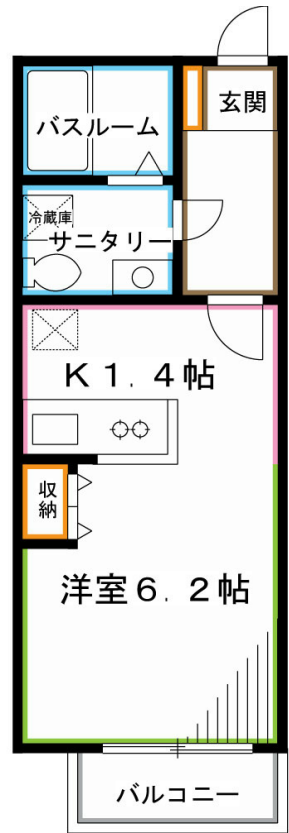 玄関
バスルーム
冷蔵庫
サニタリー
K1.4帖
収納
洋室6.2帖
バルコニー